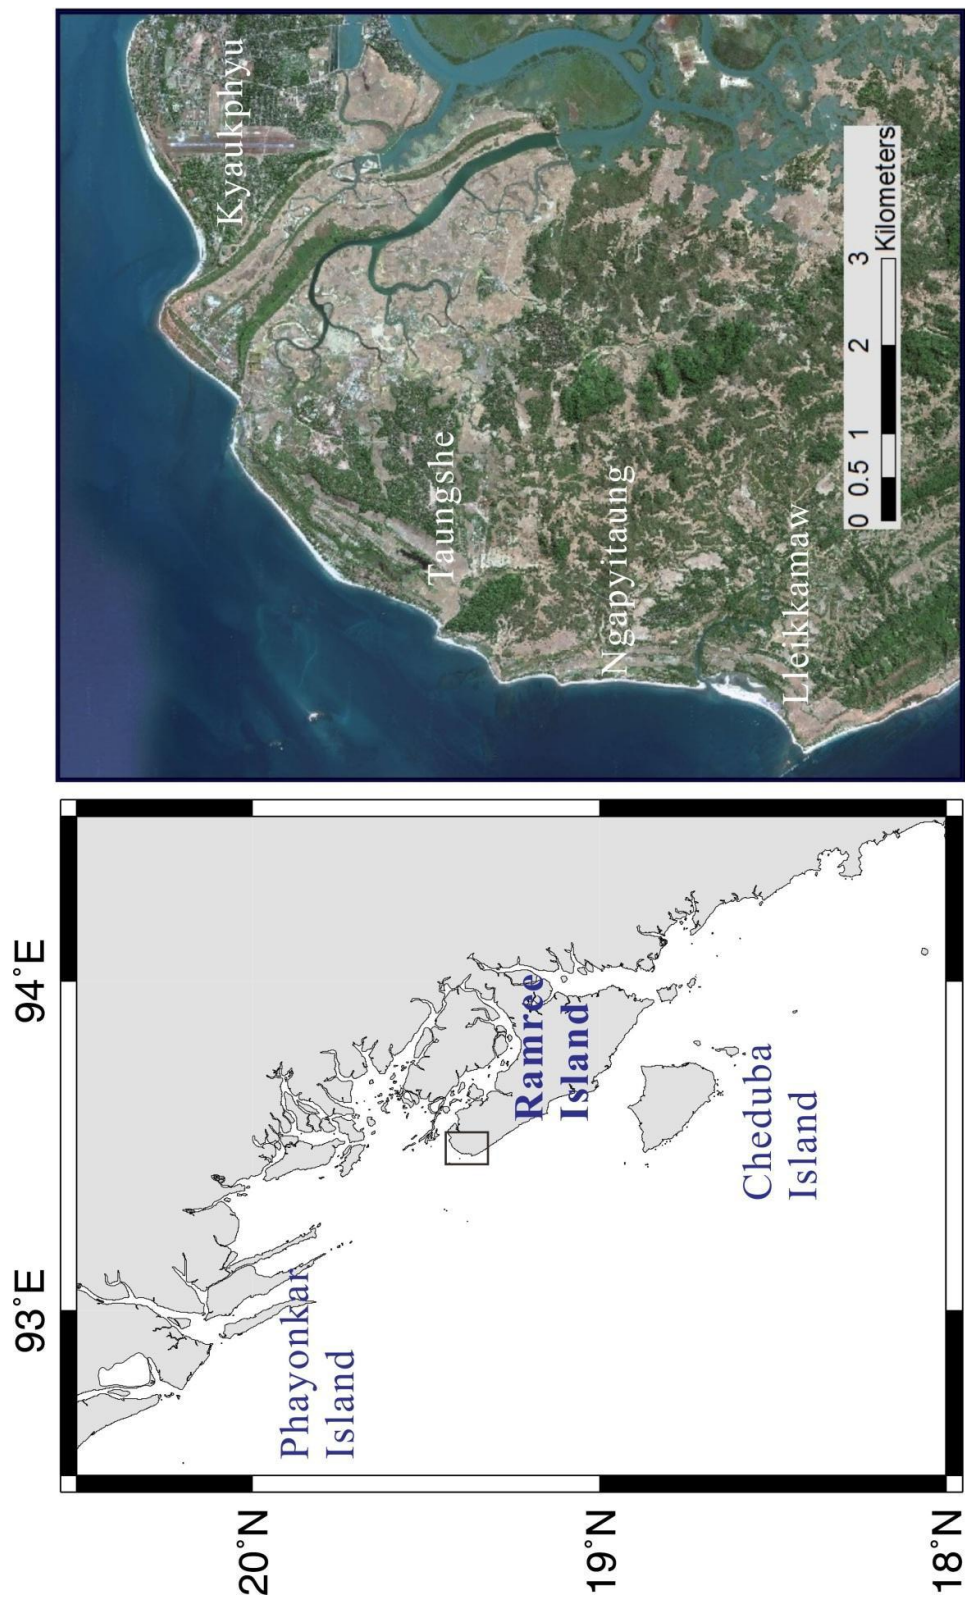 93°E
94°E
20°N
19°N
18°N
Phayonkar
Island
Ramree
Island
Cheduba
Island
Kyaukphyu
Taungshe
Ngapyitaung
Lleikkamaw
0 0.5 1 2 3
Kilometers